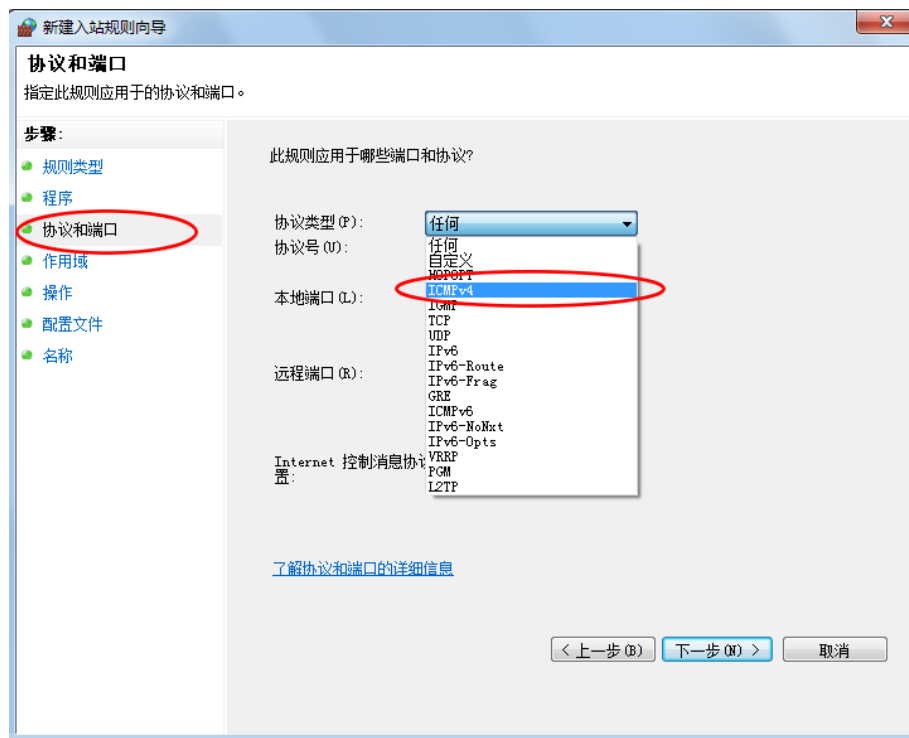 新建入站规则向导
协议和端口
指定此规则应用于的协议和端口。
步骤:
规则类型
程序
协议和端口
作用域
操作
配置文件
名称
此规则应用于哪些端口和协议?
协议类型(P): 任何
协议号(U):
本地端口(L):
远程端口(R):
Internet 控制消息协议
置:
任何
自定义
HOPOPT
ICMPv4
IGMP
TCP
UDP
IPv6
IPv6-Route
IPv6-Frag
GRE
ICMPv6
IPv6-NoNxt
IPv6-Opts
VRRP
PGM
L2TP
了解协议和端口的详细信息
< 上一步(B) 下一步(N) > 取消